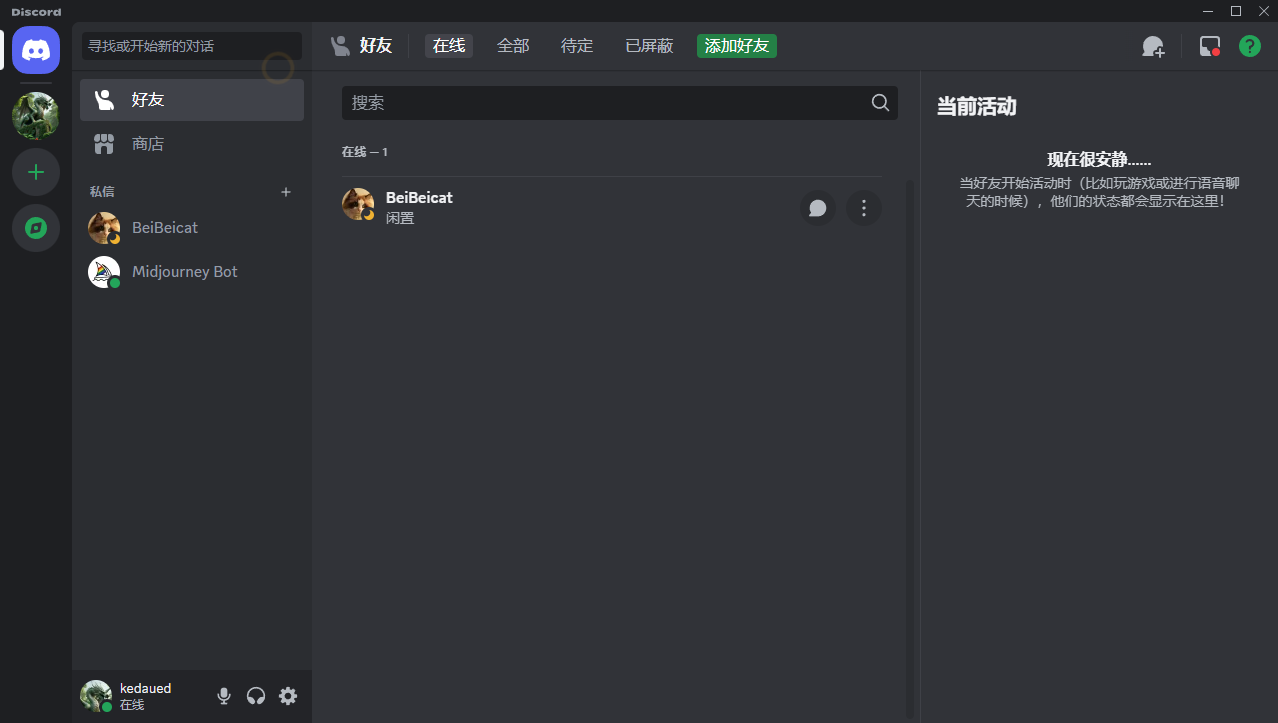 Discord
寻找或开始新的对话
好友
商店
私信
BeiBeicat
Midjourney Bot
kedaued
在线
好友 在线 全部 待定 已屏蔽 添加好友
搜索
在线 — 1
BeiBeicat
闲置
当前活动
现在很安静……
当好友开始活动时（比如玩游戏或进行语音聊
天的时候），他们的状态都会显示在这里！